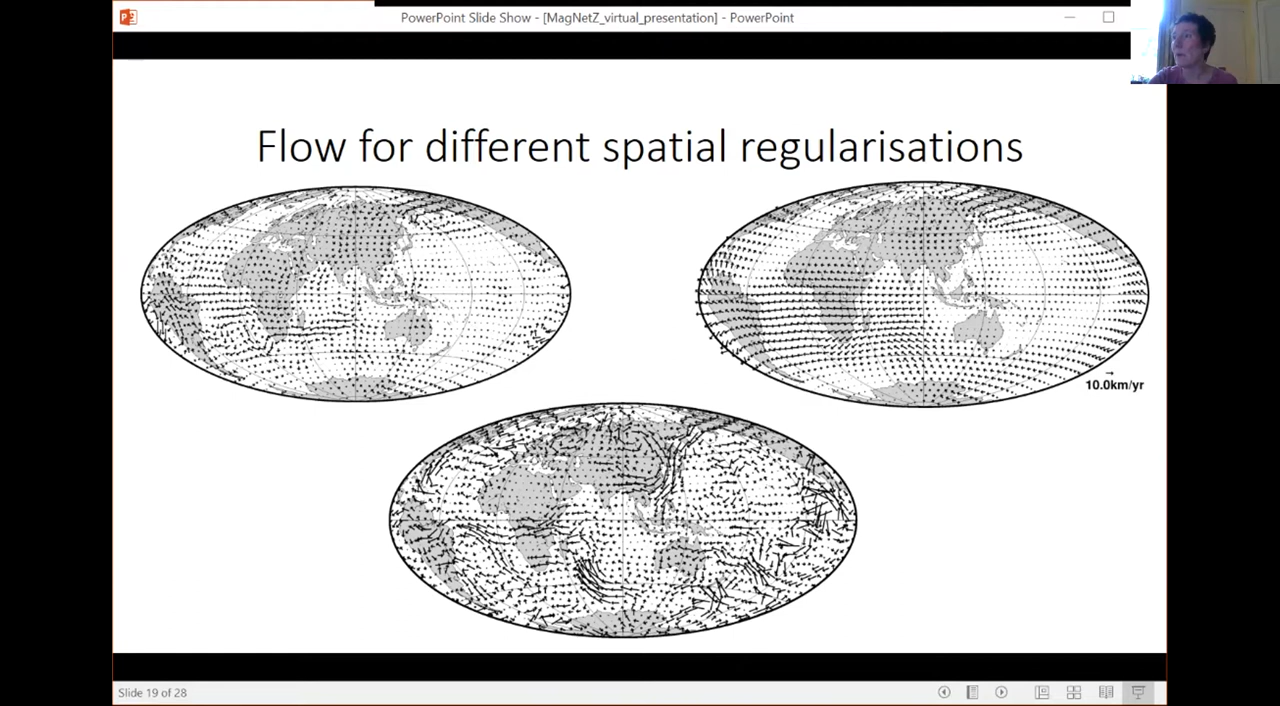 PowerPoint Slide Show - [MagNetZ_virtual_presentation] - PowerPoint
Flow for different spatial regularisations
10.0km/yr
Slide 19 of 28